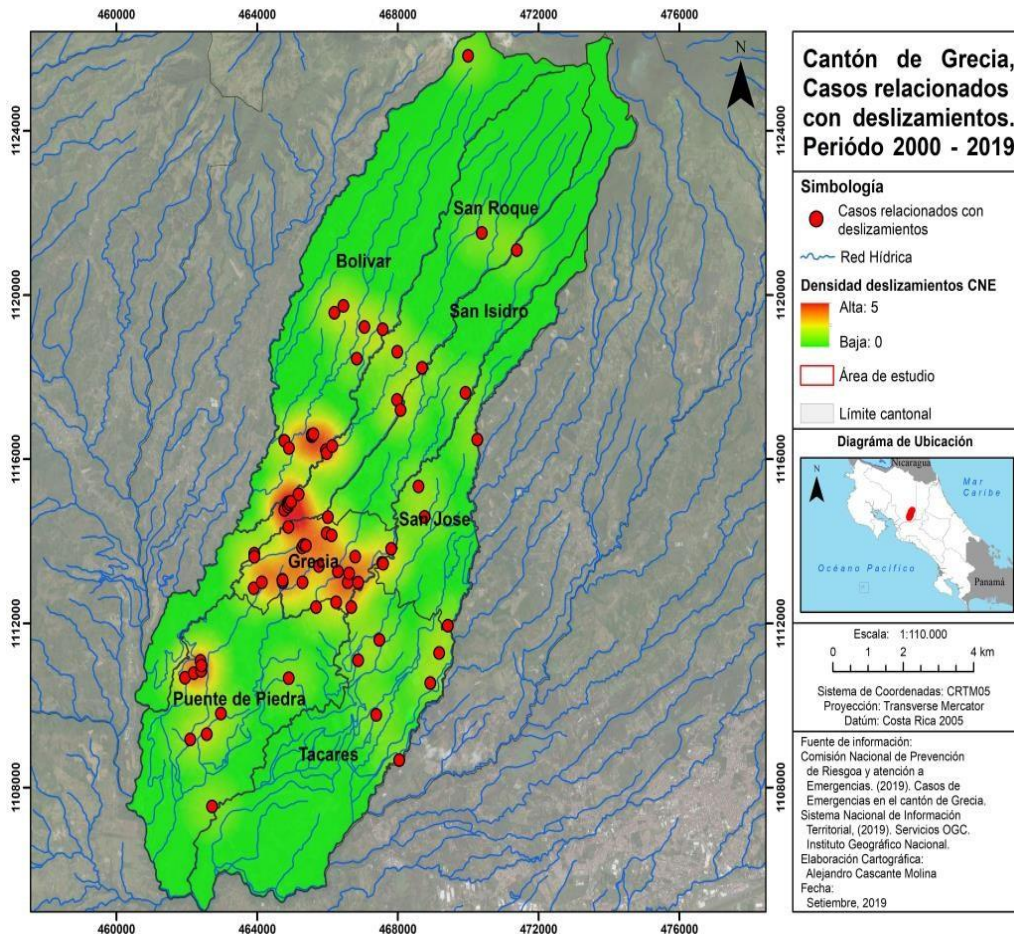 460000 464000 468000 472000 476000
1124000
1120000
1116000
1112000
1108000
N
San Roque
Bolivar
San Isidro
San Jose
Grecia
Puente de Piedra
Tacares
1124000
1120000
1116000
1112000
1108000
460000 464000 468000 472000 476000
Cantón de Grecia,
Casos relacionados
con deslizamientos.
Periódo 2000 - 2019
Simbología
Casos relacionados con
deslizamientos
Red Hídrica
Densidad deslizamientos CNE
Alta: 5
Baja: 0
Área de estudio
Límite cantonal
Diagráma de Ubicación
N
Nicaragua
Mar
Caribe
Océano Pacífico
Panamá
Escala: 1:110.000
0 1 2 4 km
Sistema de Coordenadas: CRTM05
Proyección: Transverse Mercator
Datúm: Costa Rica 2005
Fuente de información:
Comisión Nacional de Prevención
de Riesgoa y atención a
Emergencias. (2019). Casos de
Emergencias en el cantón de Grecia.
Sistema Nacional de Información
Territorial, (2019). Servicios OGC.
Instituto Geográfico Nacional.
Elaboración Cartográfica:
Alejandro Cascante Molina
Fecha:
Setiembre, 2019